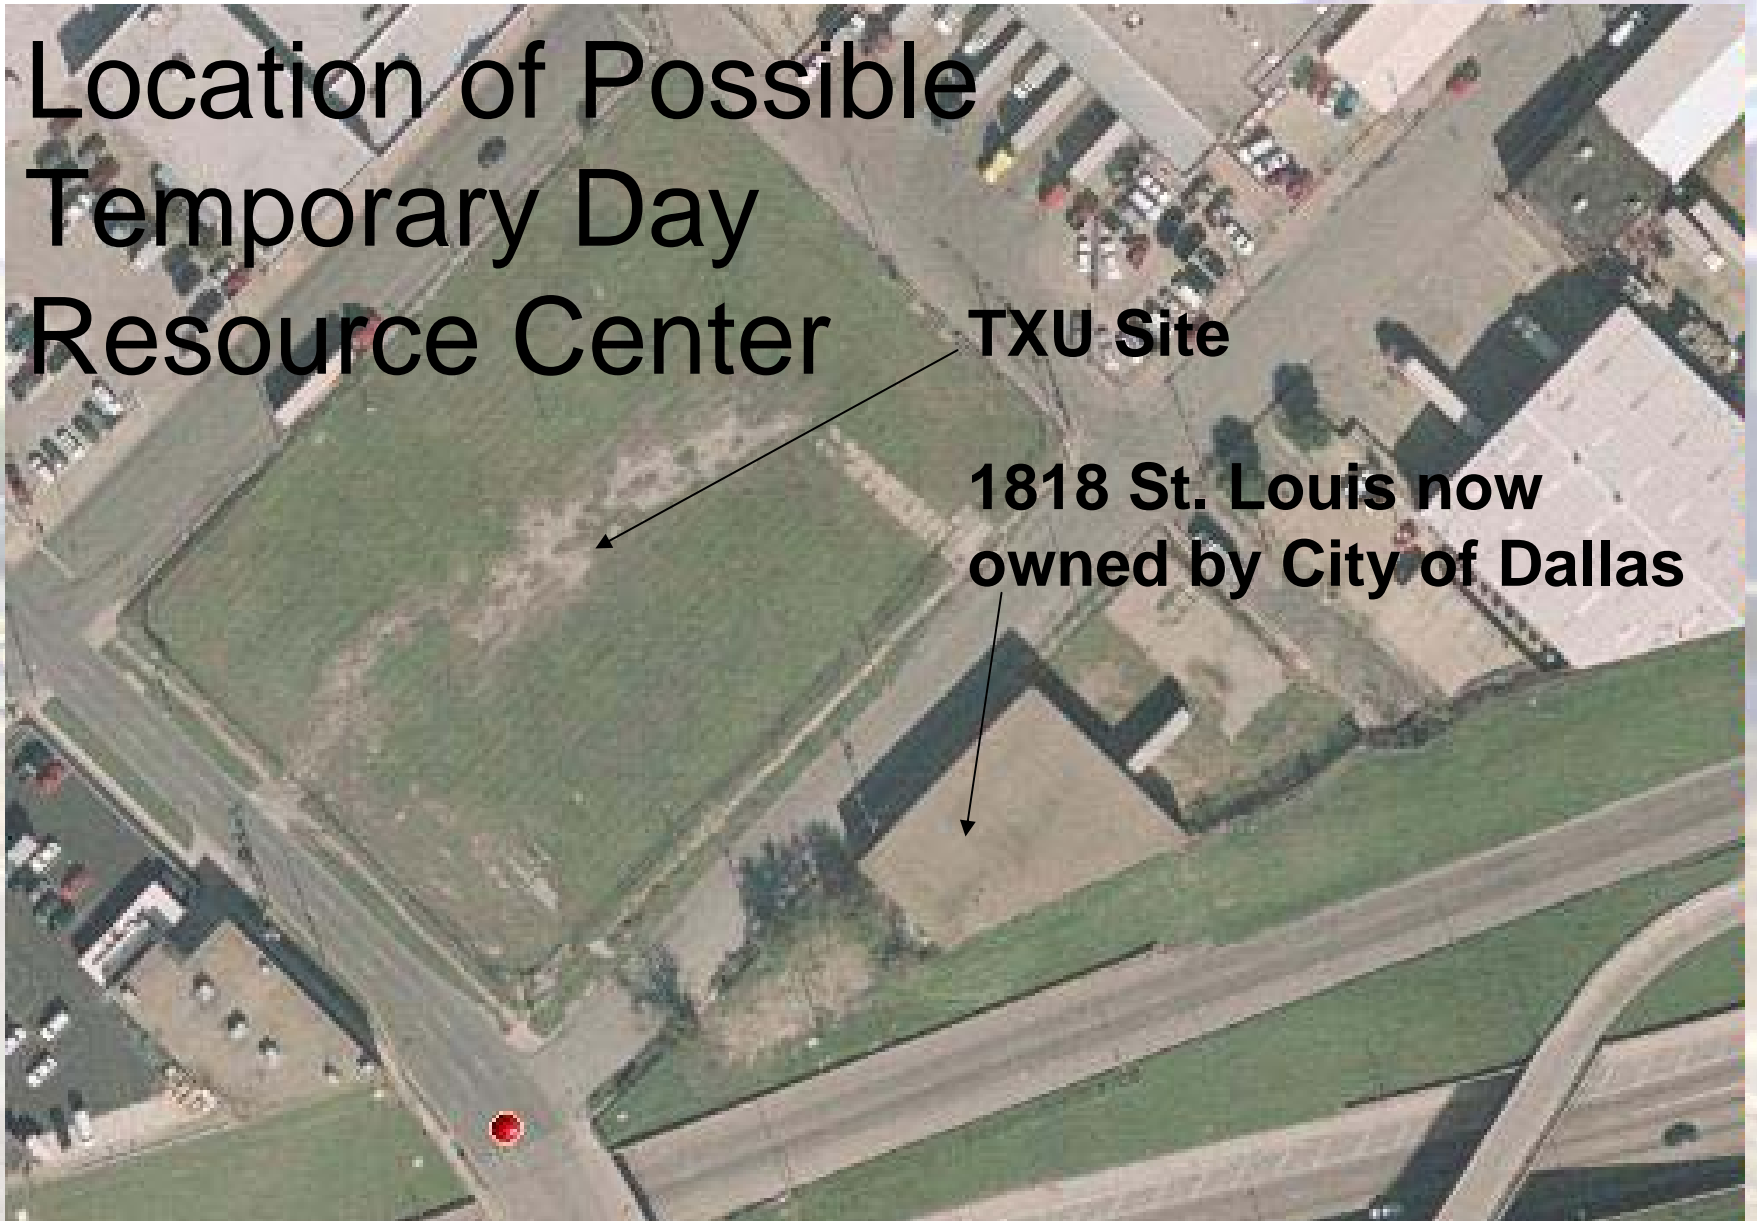 Location of Possible
Temporary Day
Resource Center
TXU Site
1818 St. Louis now
owned by City of Dallas